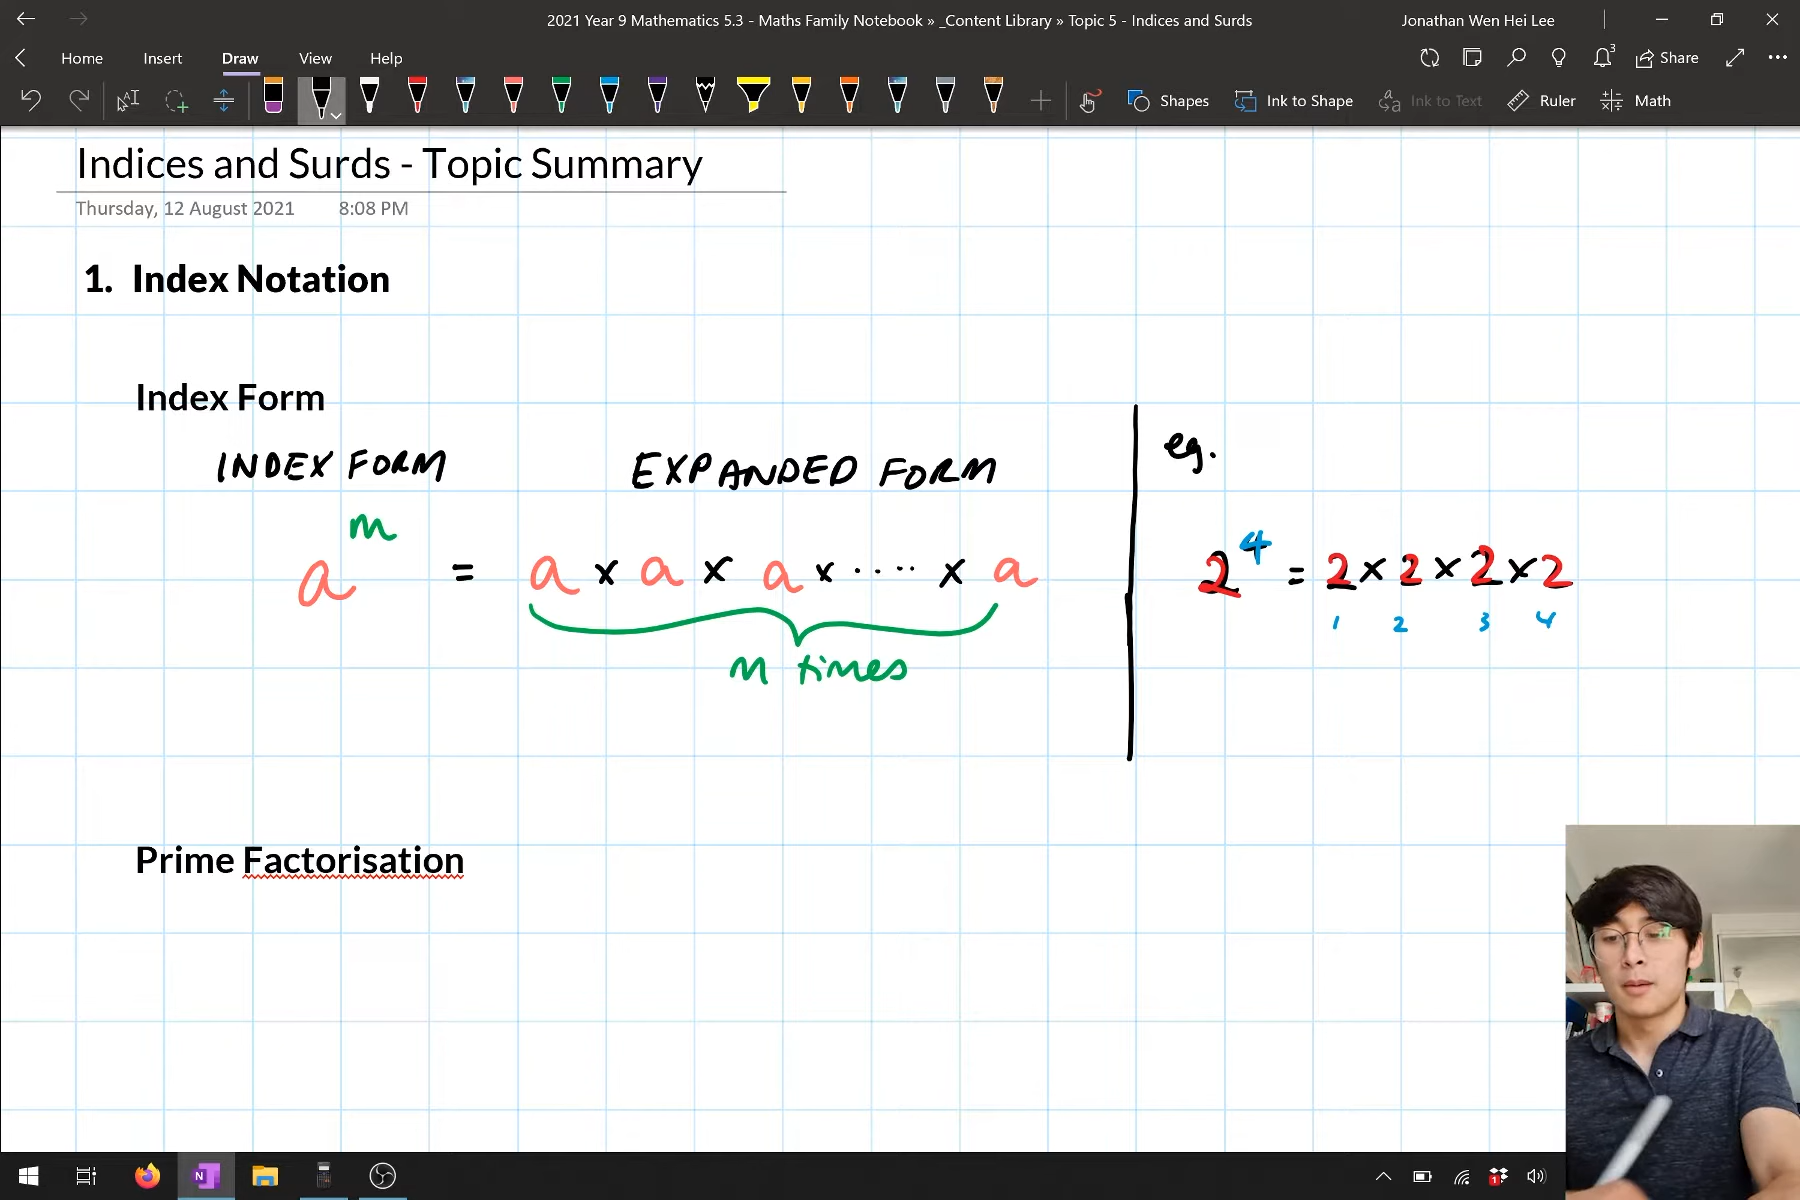 2021 Year 9 Mathematics 5.3 - Maths Family Notebook » _Content Library » Topic 5 - Indices and Surds
Jonathan Wen Hei Lee
Home Insert Draw View Help
3
Share
Shapes
Ink to Shape
Ink to Text
Ruler
Math
Indices and Surds - Topic Summary
Thursday, 12 August 2021 8:08 PM
1. Index Notation
Index Form
INDEX FORM
EXPANDED FORM
eg.
a^m = a × a × a × ····· × a
m times
2^4 = 2 × 2 × 2 × 2
1 2 3 4
Prime Factorisation
N
1